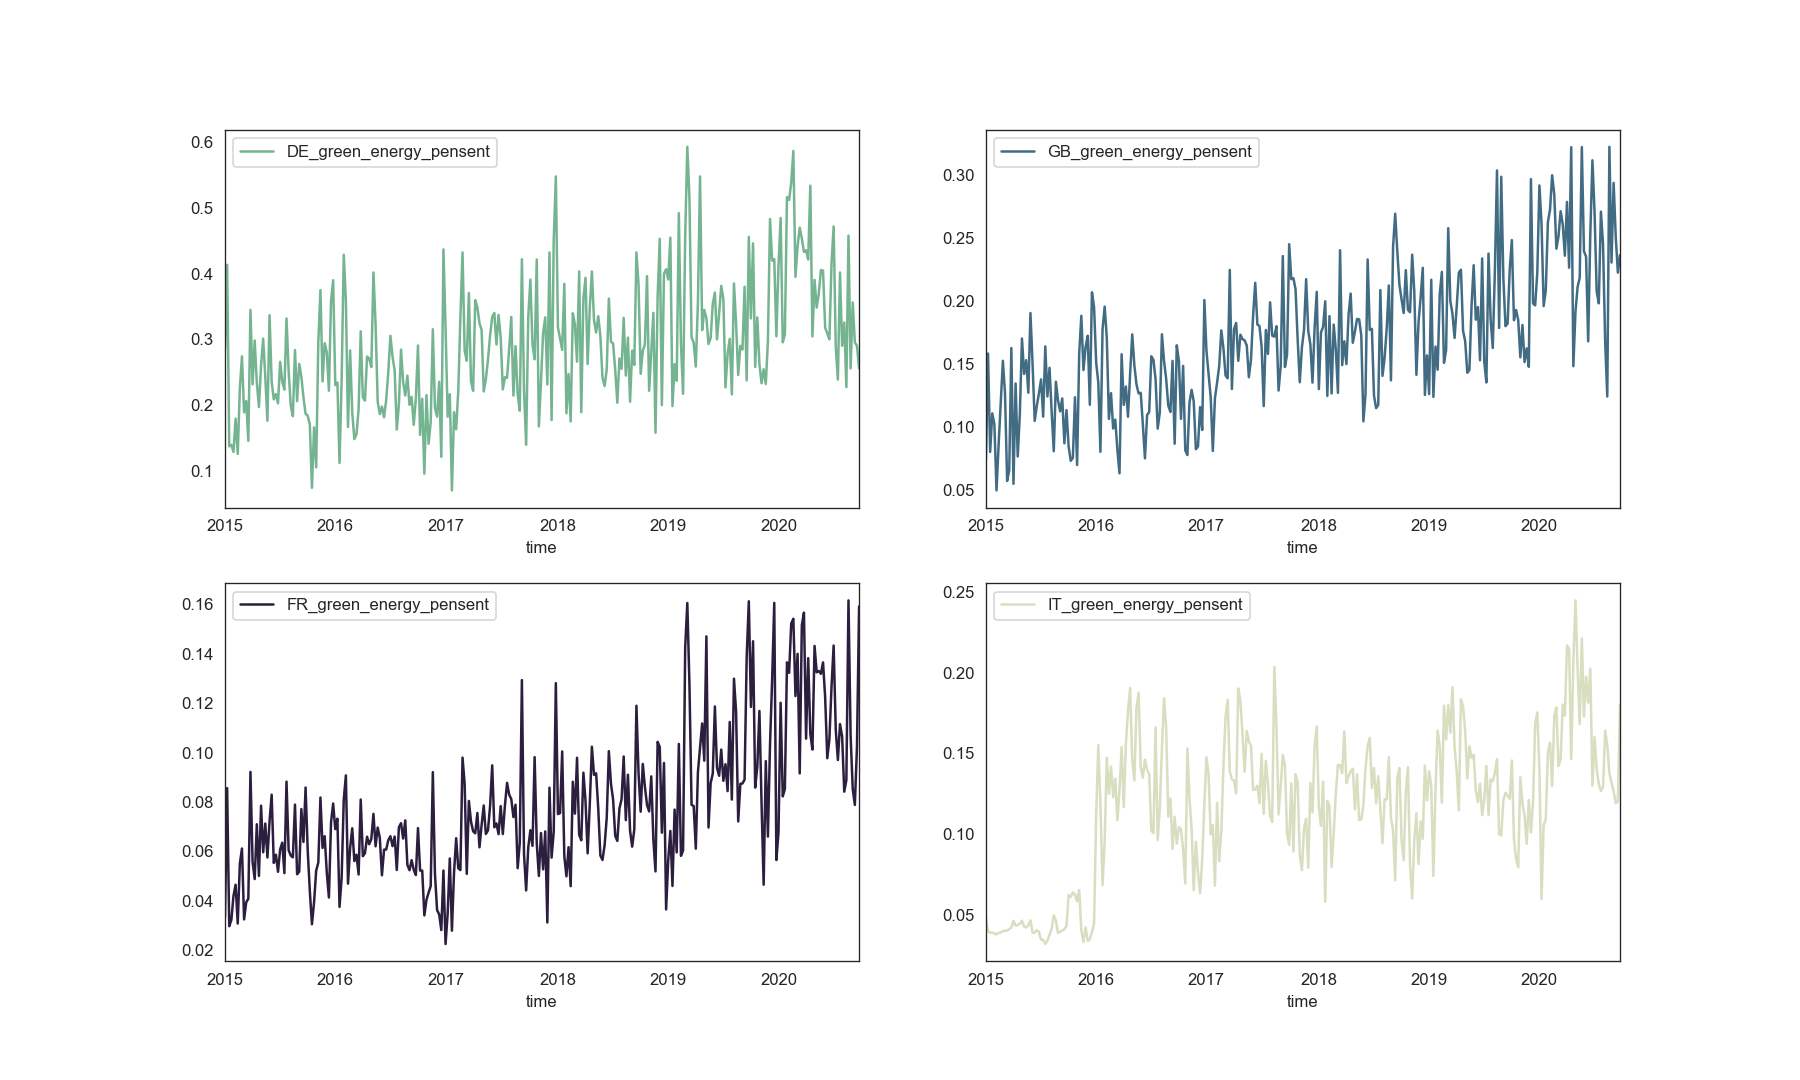 DE_green_energy_pensent
0.6
0.5
0.4
0.3
0.2
0.1
2015 2016 2017 2018 2019 2020
time
GB_green_energy_pensent
0.30
0.25
0.20
0.15
0.10
0.05
2015 2016 2017 2018 2019 2020
time
FR_green_energy_pensent
0.16
0.14
0.12
0.10
0.08
0.06
0.04
0.02
2015 2016 2017 2018 2019 2020
time
IT_green_energy_pensent
0.25
0.20
0.15
0.10
0.05
2015 2016 2017 2018 2019 2020
time